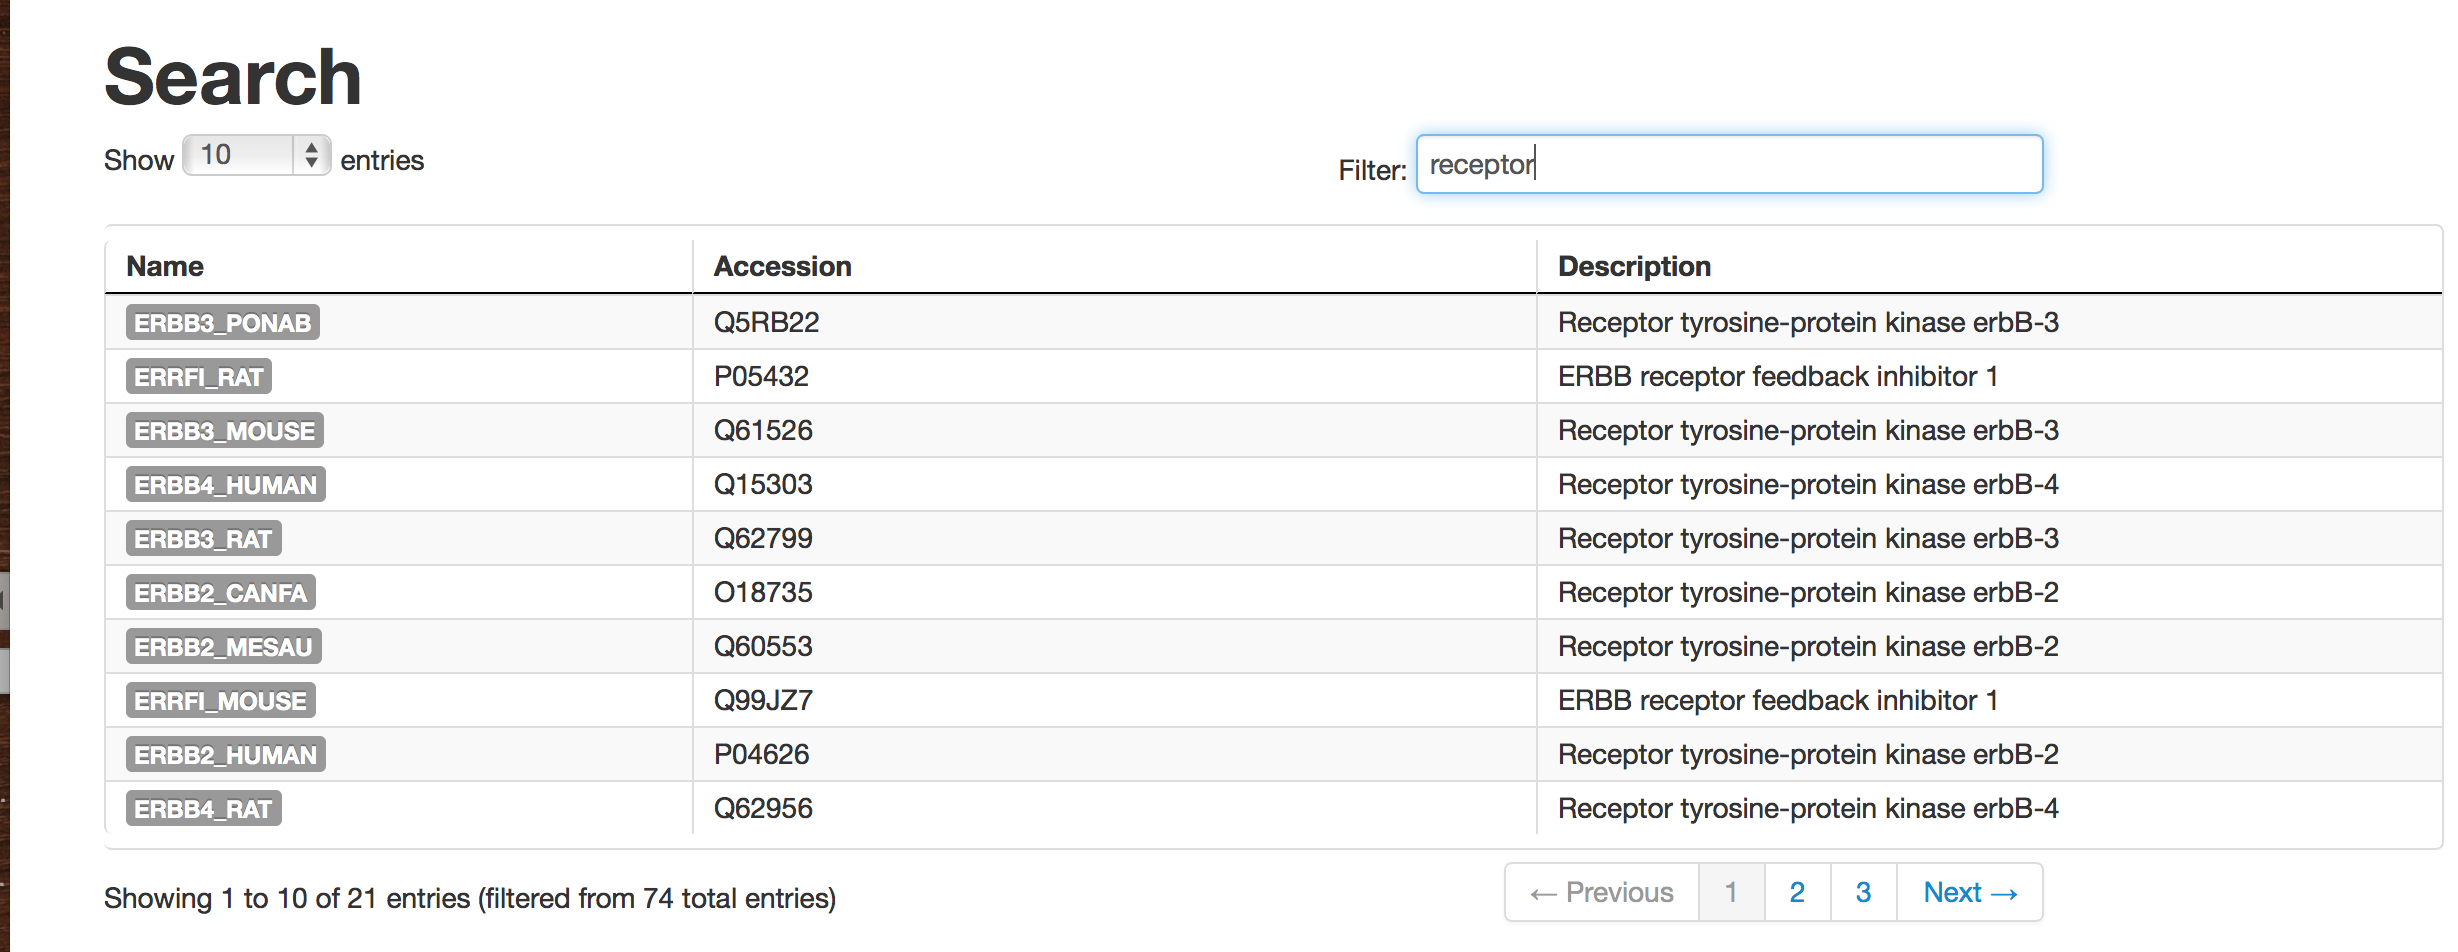 Search
Show 10 entries
Filter: receptor
Name Accession Description
ERBB3_PONAB Q5RB22 Receptor tyrosine-protein kinase erbB-3
ERRFI_RAT P05432 ERBB receptor feedback inhibitor 1
ERBB3_MOUSE Q61526 Receptor tyrosine-protein kinase erbB-3
ERBB4_HUMAN Q15303 Receptor tyrosine-protein kinase erbB-4
ERBB3_RAT Q62799 Receptor tyrosine-protein kinase erbB-3
ERBB2_CANFA O18735 Receptor tyrosine-protein kinase erbB-2
ERBB2_MESAU Q60553 Receptor tyrosine-protein kinase erbB-2
ERRFI_MOUSE Q99JZ7 ERBB receptor feedback inhibitor 1
ERBB2_HUMAN P04626 Receptor tyrosine-protein kinase erbB-2
ERBB4_RAT Q62956 Receptor tyrosine-protein kinase erbB-4
Showing 1 to 10 of 21 entries (filtered from 74 total entries)
← Previous 1 2 3 Next →